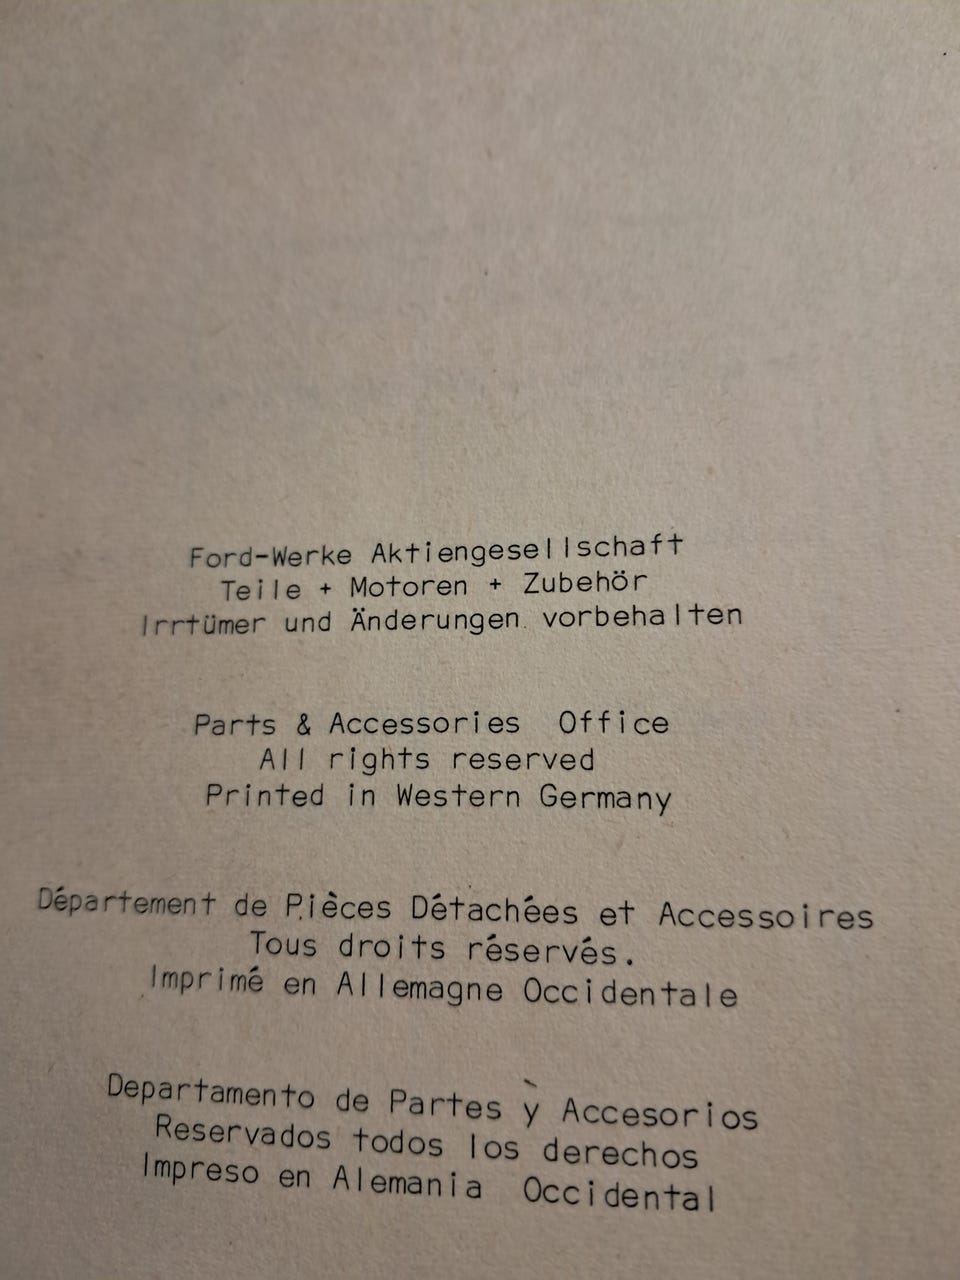 Ford-Werke Aktiengesellschaft
Teile + Motoren + Zubehör
Irrtümer und Änderungen vorbehalten
Parts & Accessories Office
All rights reserved
Printed in Western Germany
Département de Pièces Détachées et Accessoires
Tous droits réservés.
Imprimé en Allemagne Occidentale
Departamento de Partes y Accesorios
Reservados todos los derechos
Impreso en Alemania Occidental